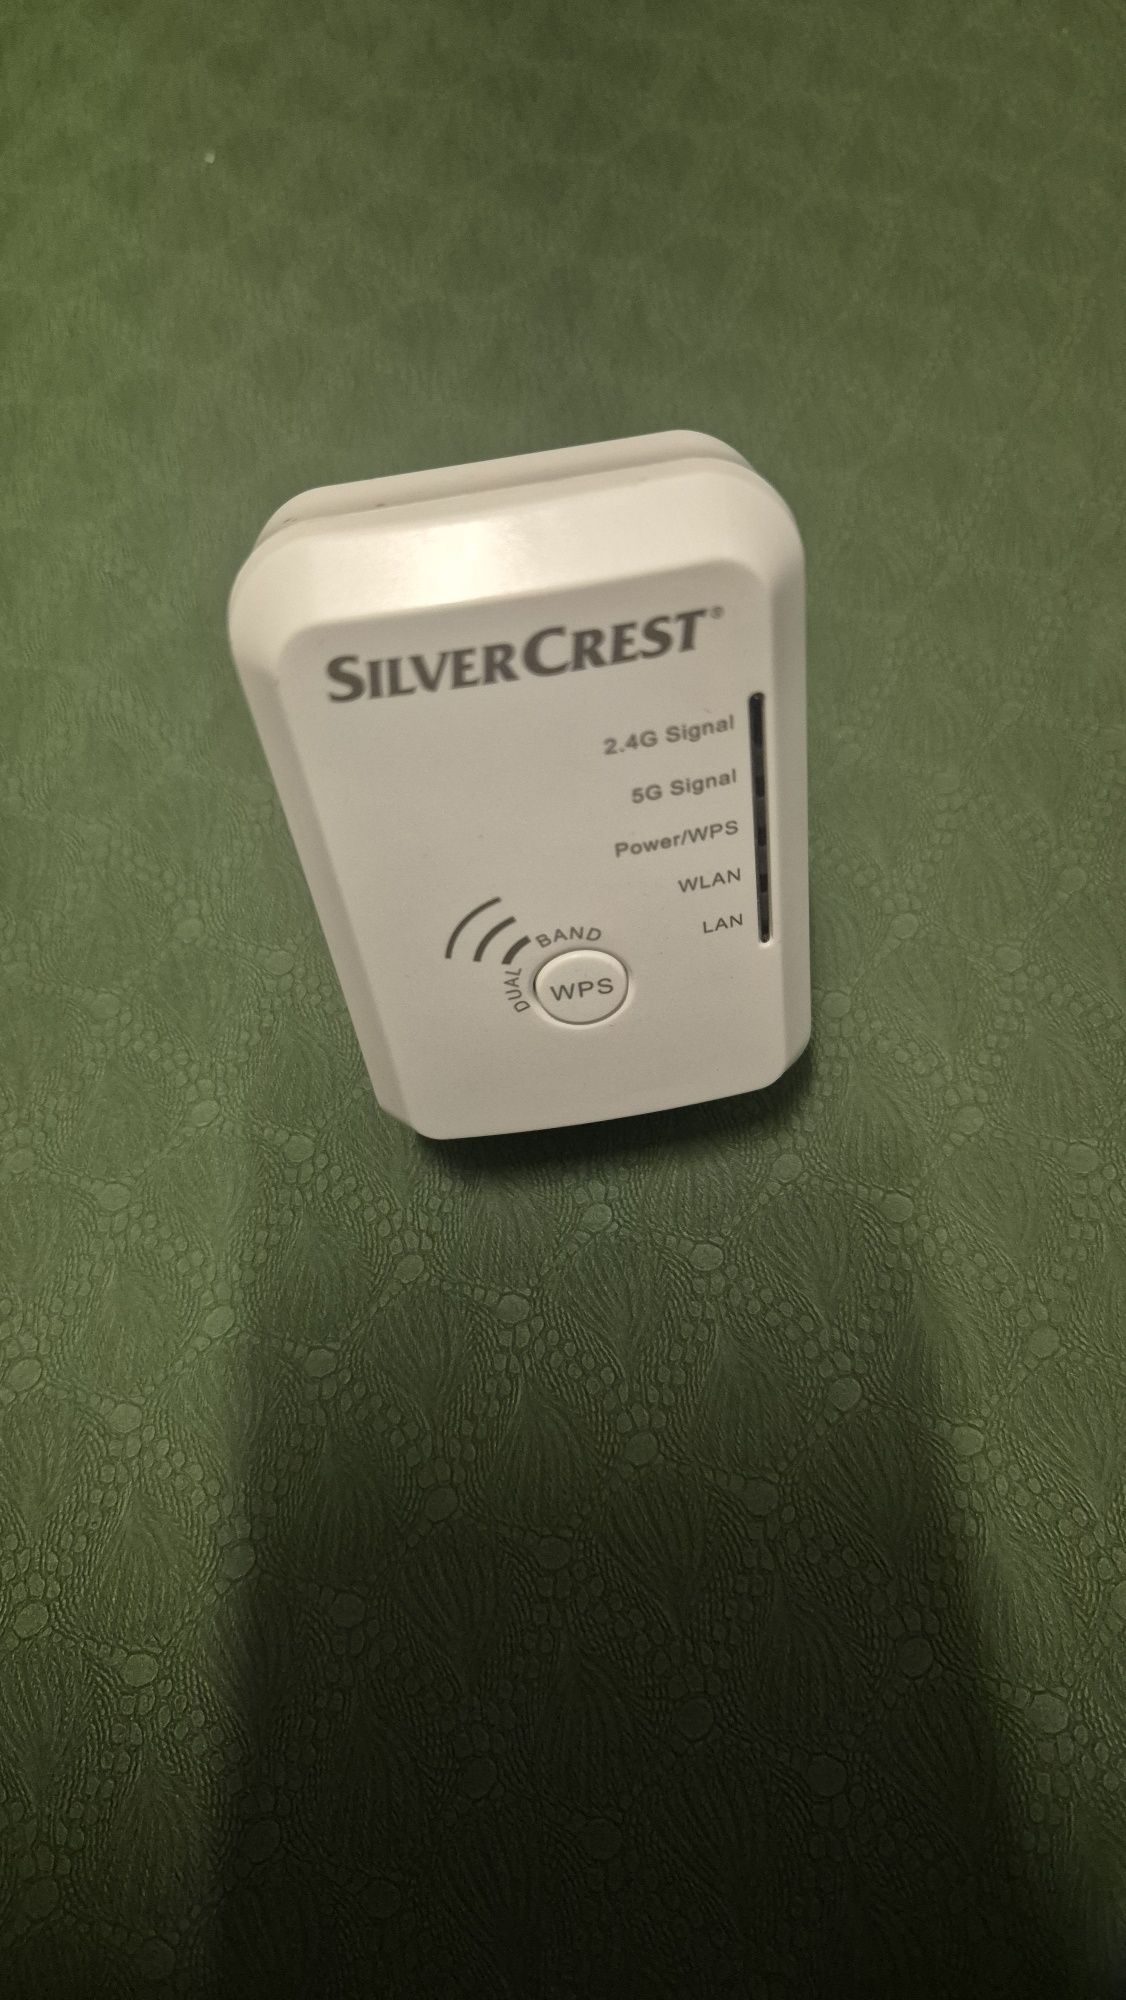 SILVERCREST®
2.4G Signal
5G Signal
Power/WPS
WLAN
LAN
DUAL BAND
WPS